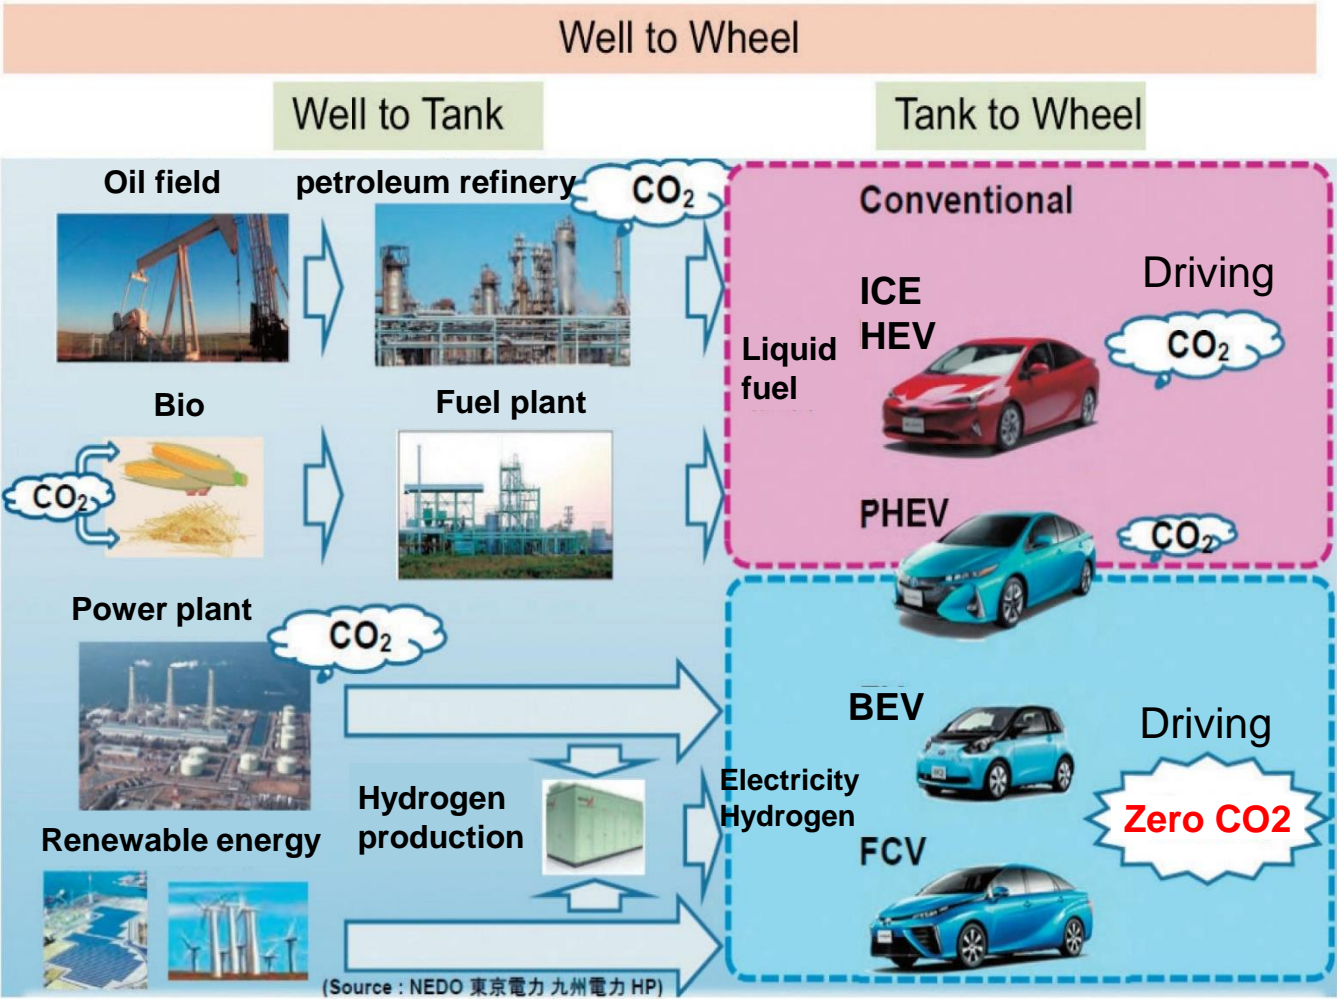 Well to Wheel
Well to Tank
Tank to Wheel
Oil field
petroleum refinery
CO2
Conventional
Driving
ICE
HEV
CO2
Liquid
fuel
Bio
Fuel plant
CO2
PHEV
CO2
Power plant
CO2
BEV
Driving
Electricity
Hydrogen
Zero CO2
Hydrogen
production
Renewable energy
FCV
(Source : NEDO 東京電力 九州電力 HP)